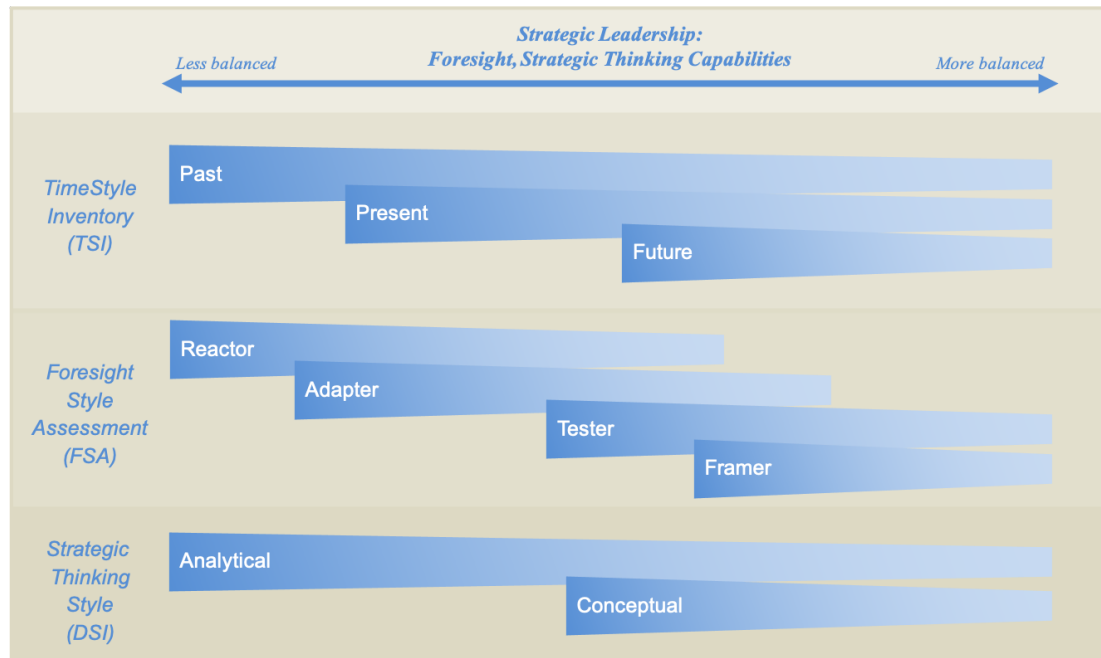 Strategic Leadership:
Foresight, Strategic Thinking Capabilities
Less balanced
More balanced
TimeStyle
Inventory
(TSI)
Past
Present
Future
Foresight
Style
Assessment
(FSA)
Reactor
Adapter
Tester
Framer
Strategic
Thinking
Style
(DSI)
Analytical
Conceptual